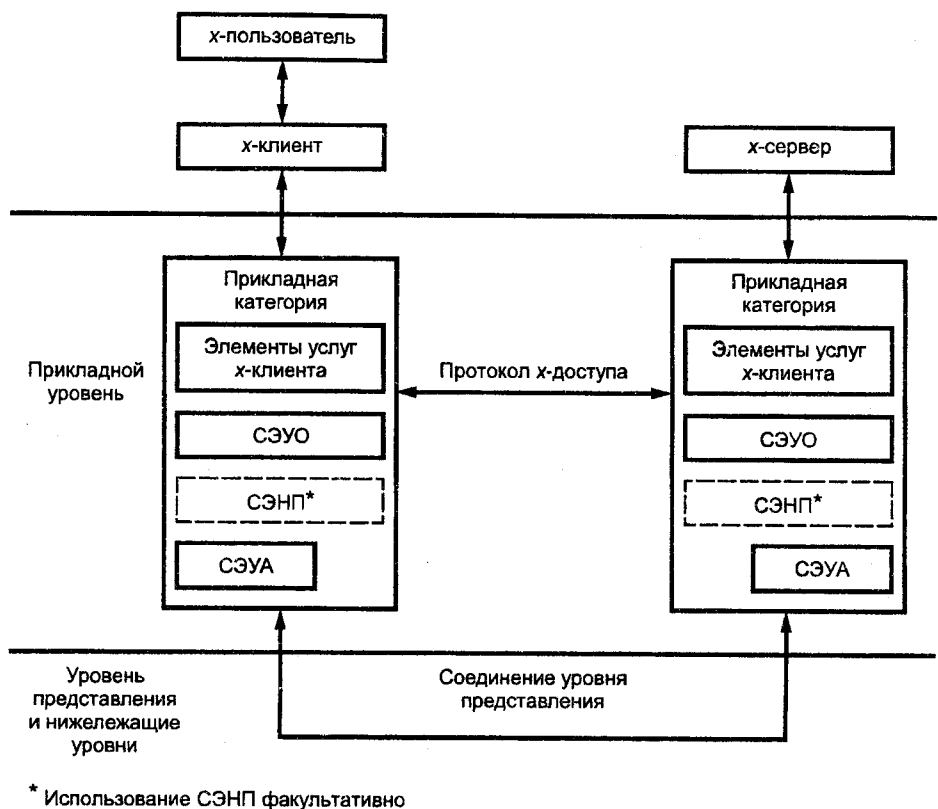 x-пользователь
x-клиент
x-сервер
Прикладная
категория
Элементы услуг
x-клиента
СЭУО
СЭНП*
СЭУА
Прикладной
уровень
Протокол x-доступа
Прикладная
категория
Элементы услуг
x-клиента
СЭУО
СЭНП*
СЭУА
Уровень
представления
и нижележащие
уровни
Соединение уровня
представления
* Использование СЭНП факультативно